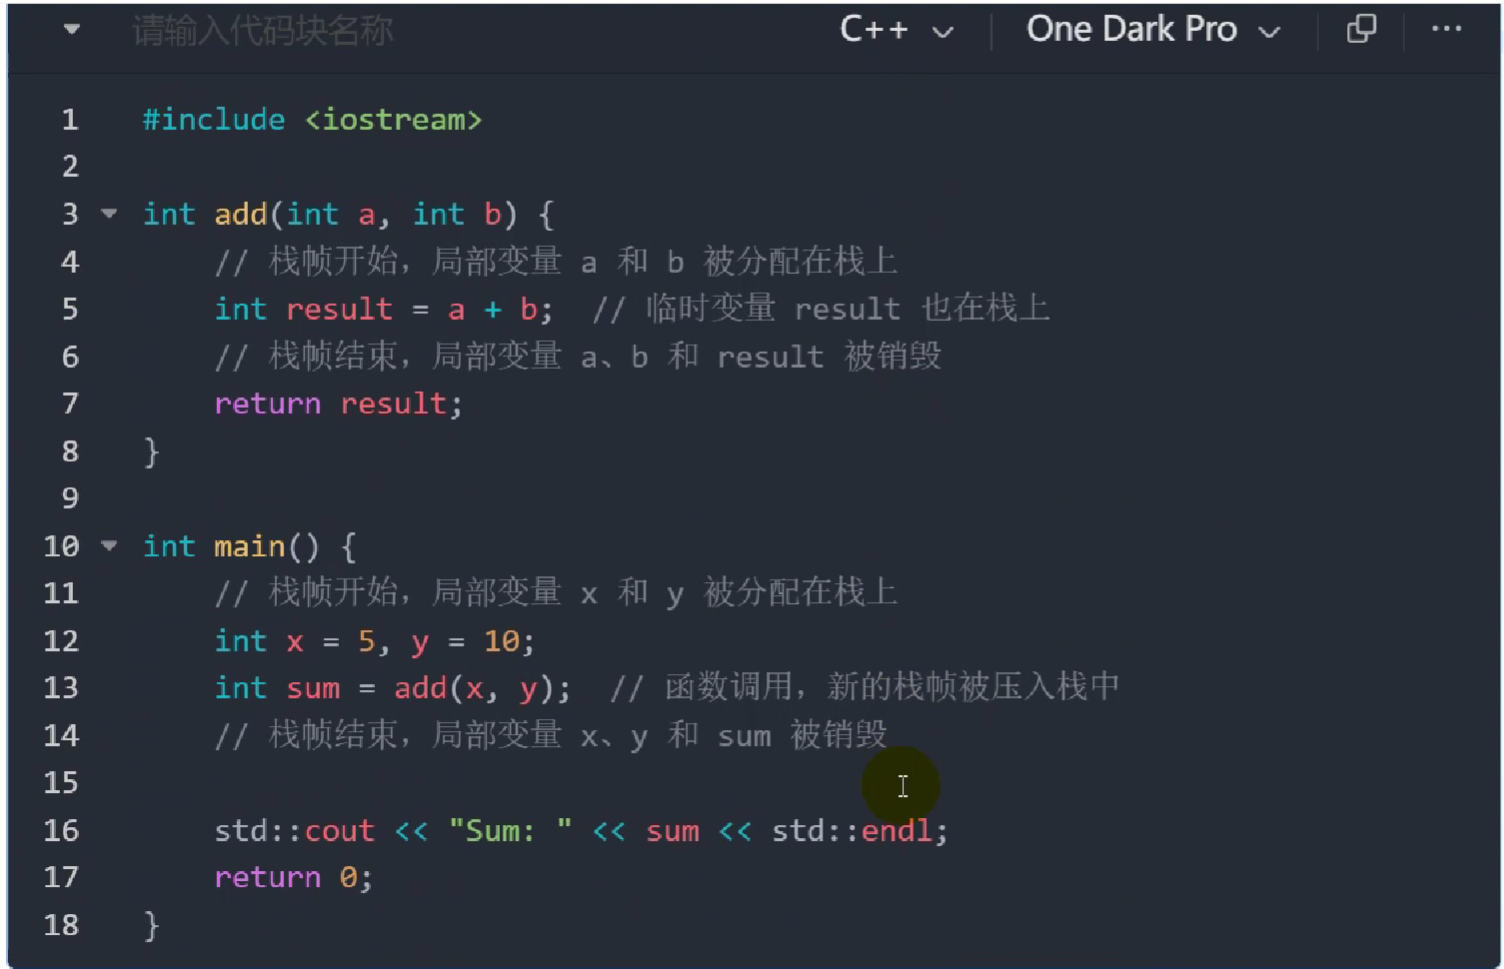 请输入代码块名称 C++ One Dark Pro ...
1 #include <iostream>
2
3 int add(int a, int b) {
4     // 栈帧开始，局部变量 a 和 b 被分配在栈上
5     int result = a + b;  // 临时变量 result 也在栈上
6     // 栈帧结束，局部变量 a、b 和 result 被销毁
7     return result;
8 }
9
10 int main() {
11     // 栈帧开始，局部变量 x 和 y 被分配在栈上
12     int x = 5, y = 10;
13     int sum = add(x, y);  // 函数调用，新的栈帧被压入栈中
14     // 栈帧结束，局部变量 x、y 和 sum 被销毁
15
16     std::cout << "Sum: " << sum << std::endl;
17     return 0;
18 }